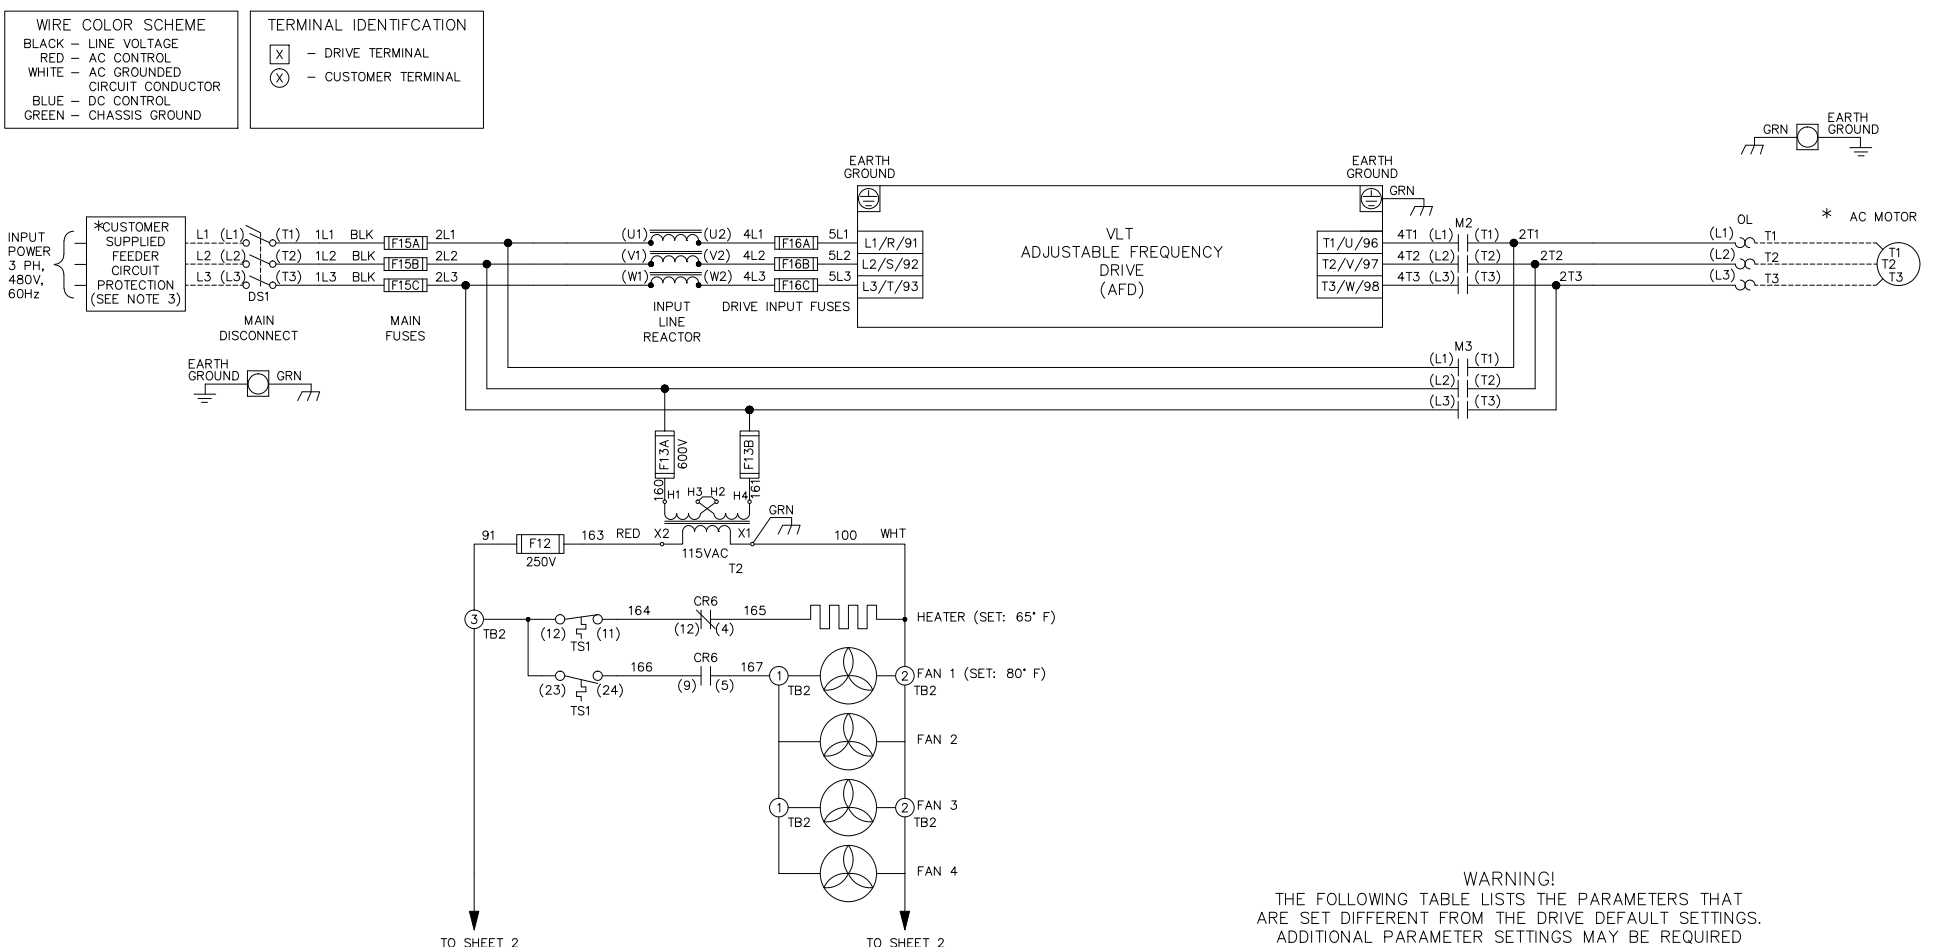 WIRE COLOR SCHEME
BLACK – LINE VOLTAGE
RED – AC CONTROL
WHITE – AC GROUNDED
CIRCUIT CONDUCTOR
BLUE – DC CONTROL
GREEN – CHASSIS GROUND
TERMINAL IDENTIFCATION
X – DRIVE TERMINAL
X – CUSTOMER TERMINAL
INPUT
POWER
3 PH,
480V,
60Hz
*CUSTOMER
SUPPLIED
FEEDER
CIRCUIT
PROTECTION
(SEE NOTE 3)
L1 (L1) (T1) 1L1 BLK F15A 2L1
L2 (L2) (T2) 1L2 BLK F15B 2L2
L3 (L3) (T3) 1L3 BLK F15C 2L3
DS1
MAIN
DISCONNECT
MAIN
FUSES
EARTH
GROUND
GRN
(U1) (U2) 4L1 F16A 5L1
(V1) (V2) 4L2 F16B 5L2
(W1) (W2) 4L3 F16C 5L3
INPUT
LINE
REACTOR
DRIVE INPUT FUSES
EARTH
GROUND
L1/R/91
L2/S/92
L3/T/93
VLT
ADJUSTABLE FREQUENCY
DRIVE
(AFD)
EARTH
GROUND
GRN
T1/U/96
T2/V/97
T3/W/98
M2
4T1 (L1) (T1) 2T1
4T2 (L2) (T2) 2T2
4T3 (L3) (T3) 2T3
M3
(L1) (T1)
(L2) (T2)
(L3) (T3)
GRN
EARTH
GROUND
OL
(L1) T1
(L2) T2
(L3) T3
* AC MOTOR
T1
T2
T3
F13A
600V
F13B
160
161
H1 H3 H2 H4
GRN
91 F12 163 RED X2 X1 100 WHT
250V
115VAC
T2
3
TB2
(12) (11)
TS1
164
CR6
(12) (4)
165
HEATER (SET: 65° F)
(23) (24)
TS1
166
CR6
(9) (5)
167
1
TB2
2
TB2
FAN 1 (SET: 80° F)
FAN 2
1
TB2
2
TB2
FAN 3
FAN 4
TO SHEET 2
TO SHEET 2
WARNING!
THE FOLLOWING TABLE LISTS THE PARAMETERS THAT
ARE SET DIFFERENT FROM THE DRIVE DEFAULT SETTINGS.
ADDITIONAL PARAMETER SETTINGS MAY BE REQUIRED